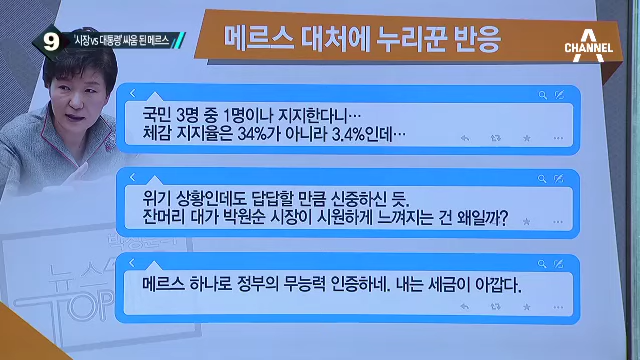 9 '시장 vs 대통령' 싸움 된 메르스
메르스 대처에 누리꾼 반응
CHANNEL A
국민 3명 중 1명이나 지지한다니…
체감 지지율은 34%가 아니라 3.4%인데…
위기 상황인데도 답답할 만큼 신중하신 듯.
잔머리 대가 박원순 시장이 시원하게 느껴지는 건 왜일까?
메르스 하나로 정부의 무능력 인증하네. 내는 세금이 아깝다.
뉴스
TOP